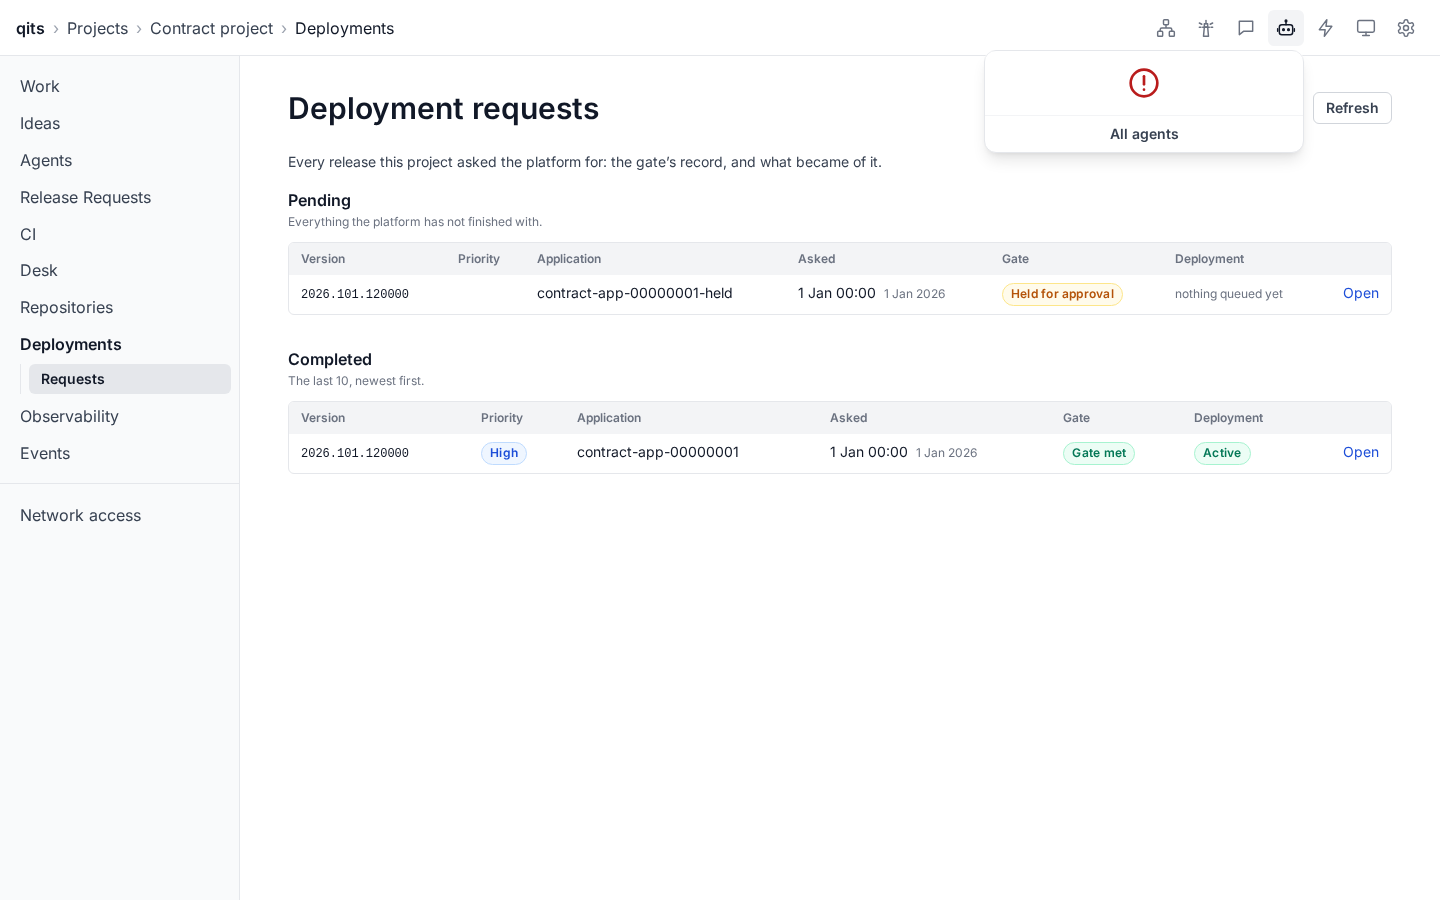 qits › Projects › Contract project › Deployments
Work
Ideas
Agents
Release Requests
CI
Desk
Repositories
Deployments
Requests
Observability
Events
Network access
All agents
Deployment requests
Refresh
Every release this project asked the platform for: the gate’s record, and what became of it.
Pending
Everything the platform has not finished with.
Version Priority Application Asked Gate Deployment
2026.101.120000 contract-app-00000001-held 1 Jan 00:00 1 Jan 2026 Held for approval nothing queued yet Open
Completed
The last 10, newest first.
Version Priority Application Asked Gate Deployment
2026.101.120000 High contract-app-00000001 1 Jan 00:00 1 Jan 2026 Gate met Active Open